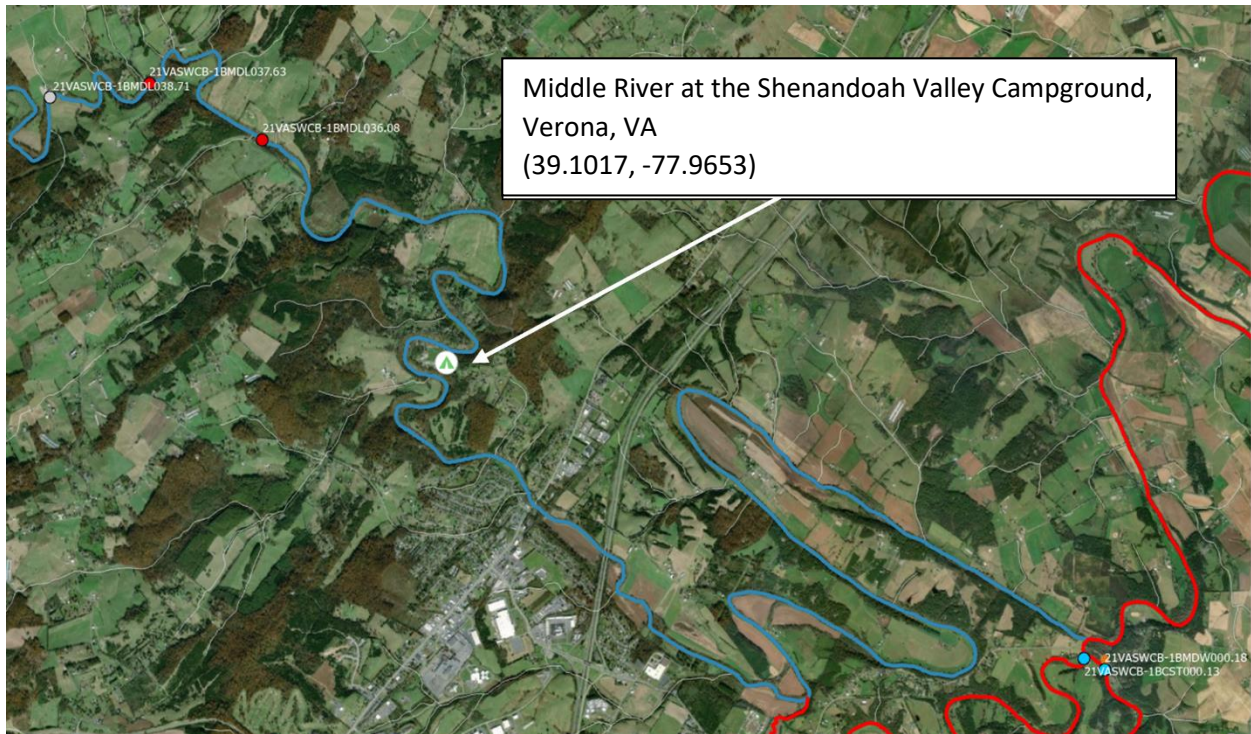 21VASWCB-1BMDL037.63
21VASWCB-1BMDL038.71
21VASWCB-1BMDL036.08
Middle River at the Shenandoah Valley Campground,
Verona, VA
(39.1017, -77.9653)
21VASWCB-1BMDW000.18
21VASWCB-1BCST000.13